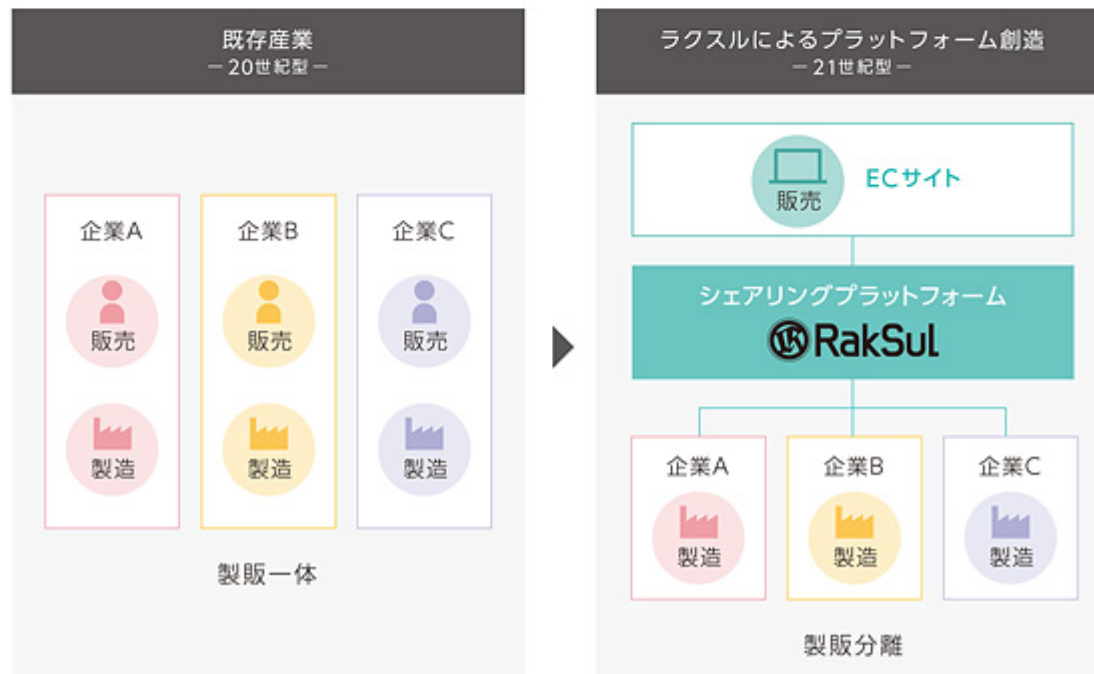 既存産業
― 20世紀型 ―
企業A
企業B
企業C
販売
販売
販売
製造
製造
製造
製販一体
ラクスルによるプラットフォーム創造
― 21世紀型 ―
販売
ECサイト
シェアリングプラットフォーム
RakSul
企業A
企業B
企業C
製造
製造
製造
製販分離